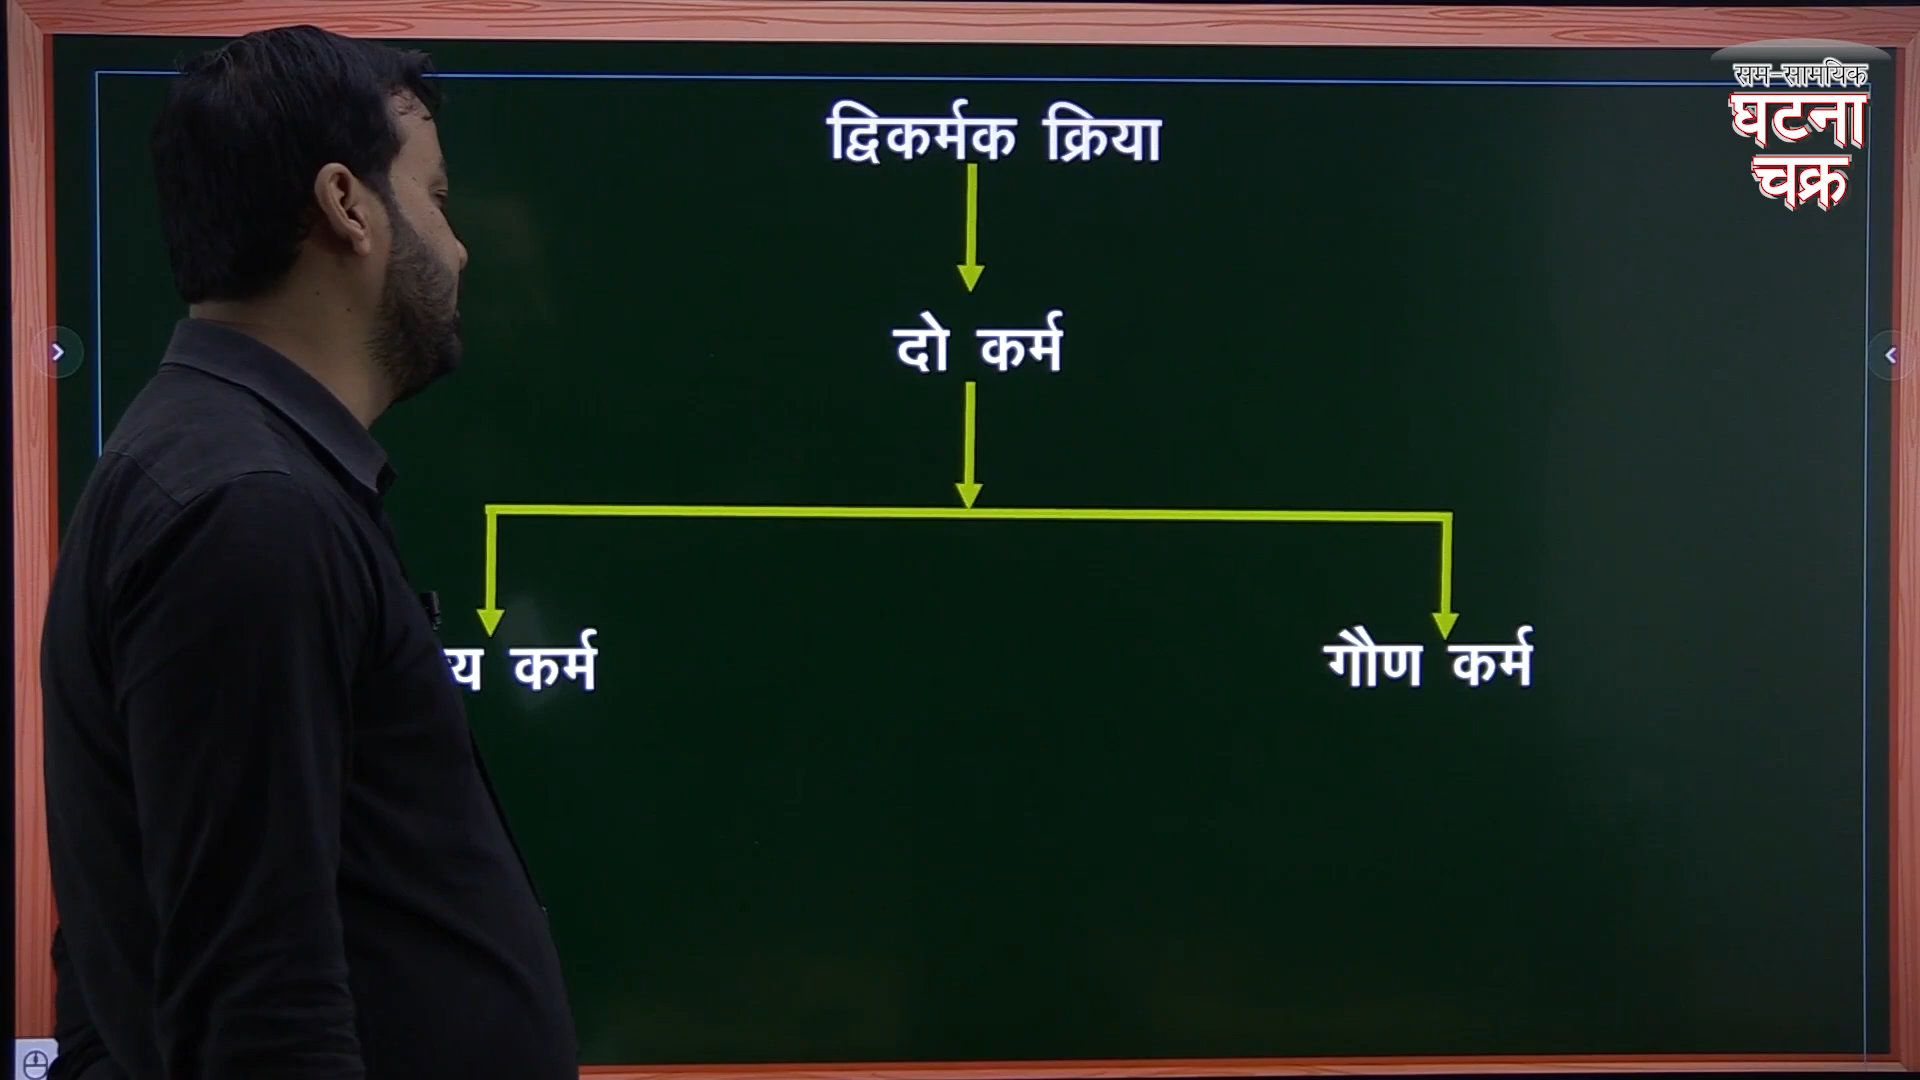 सम-सामयिक
घटना
चक्र
द्विकर्मक क्रिया
दो कर्म
कर्म
गौण कर्म